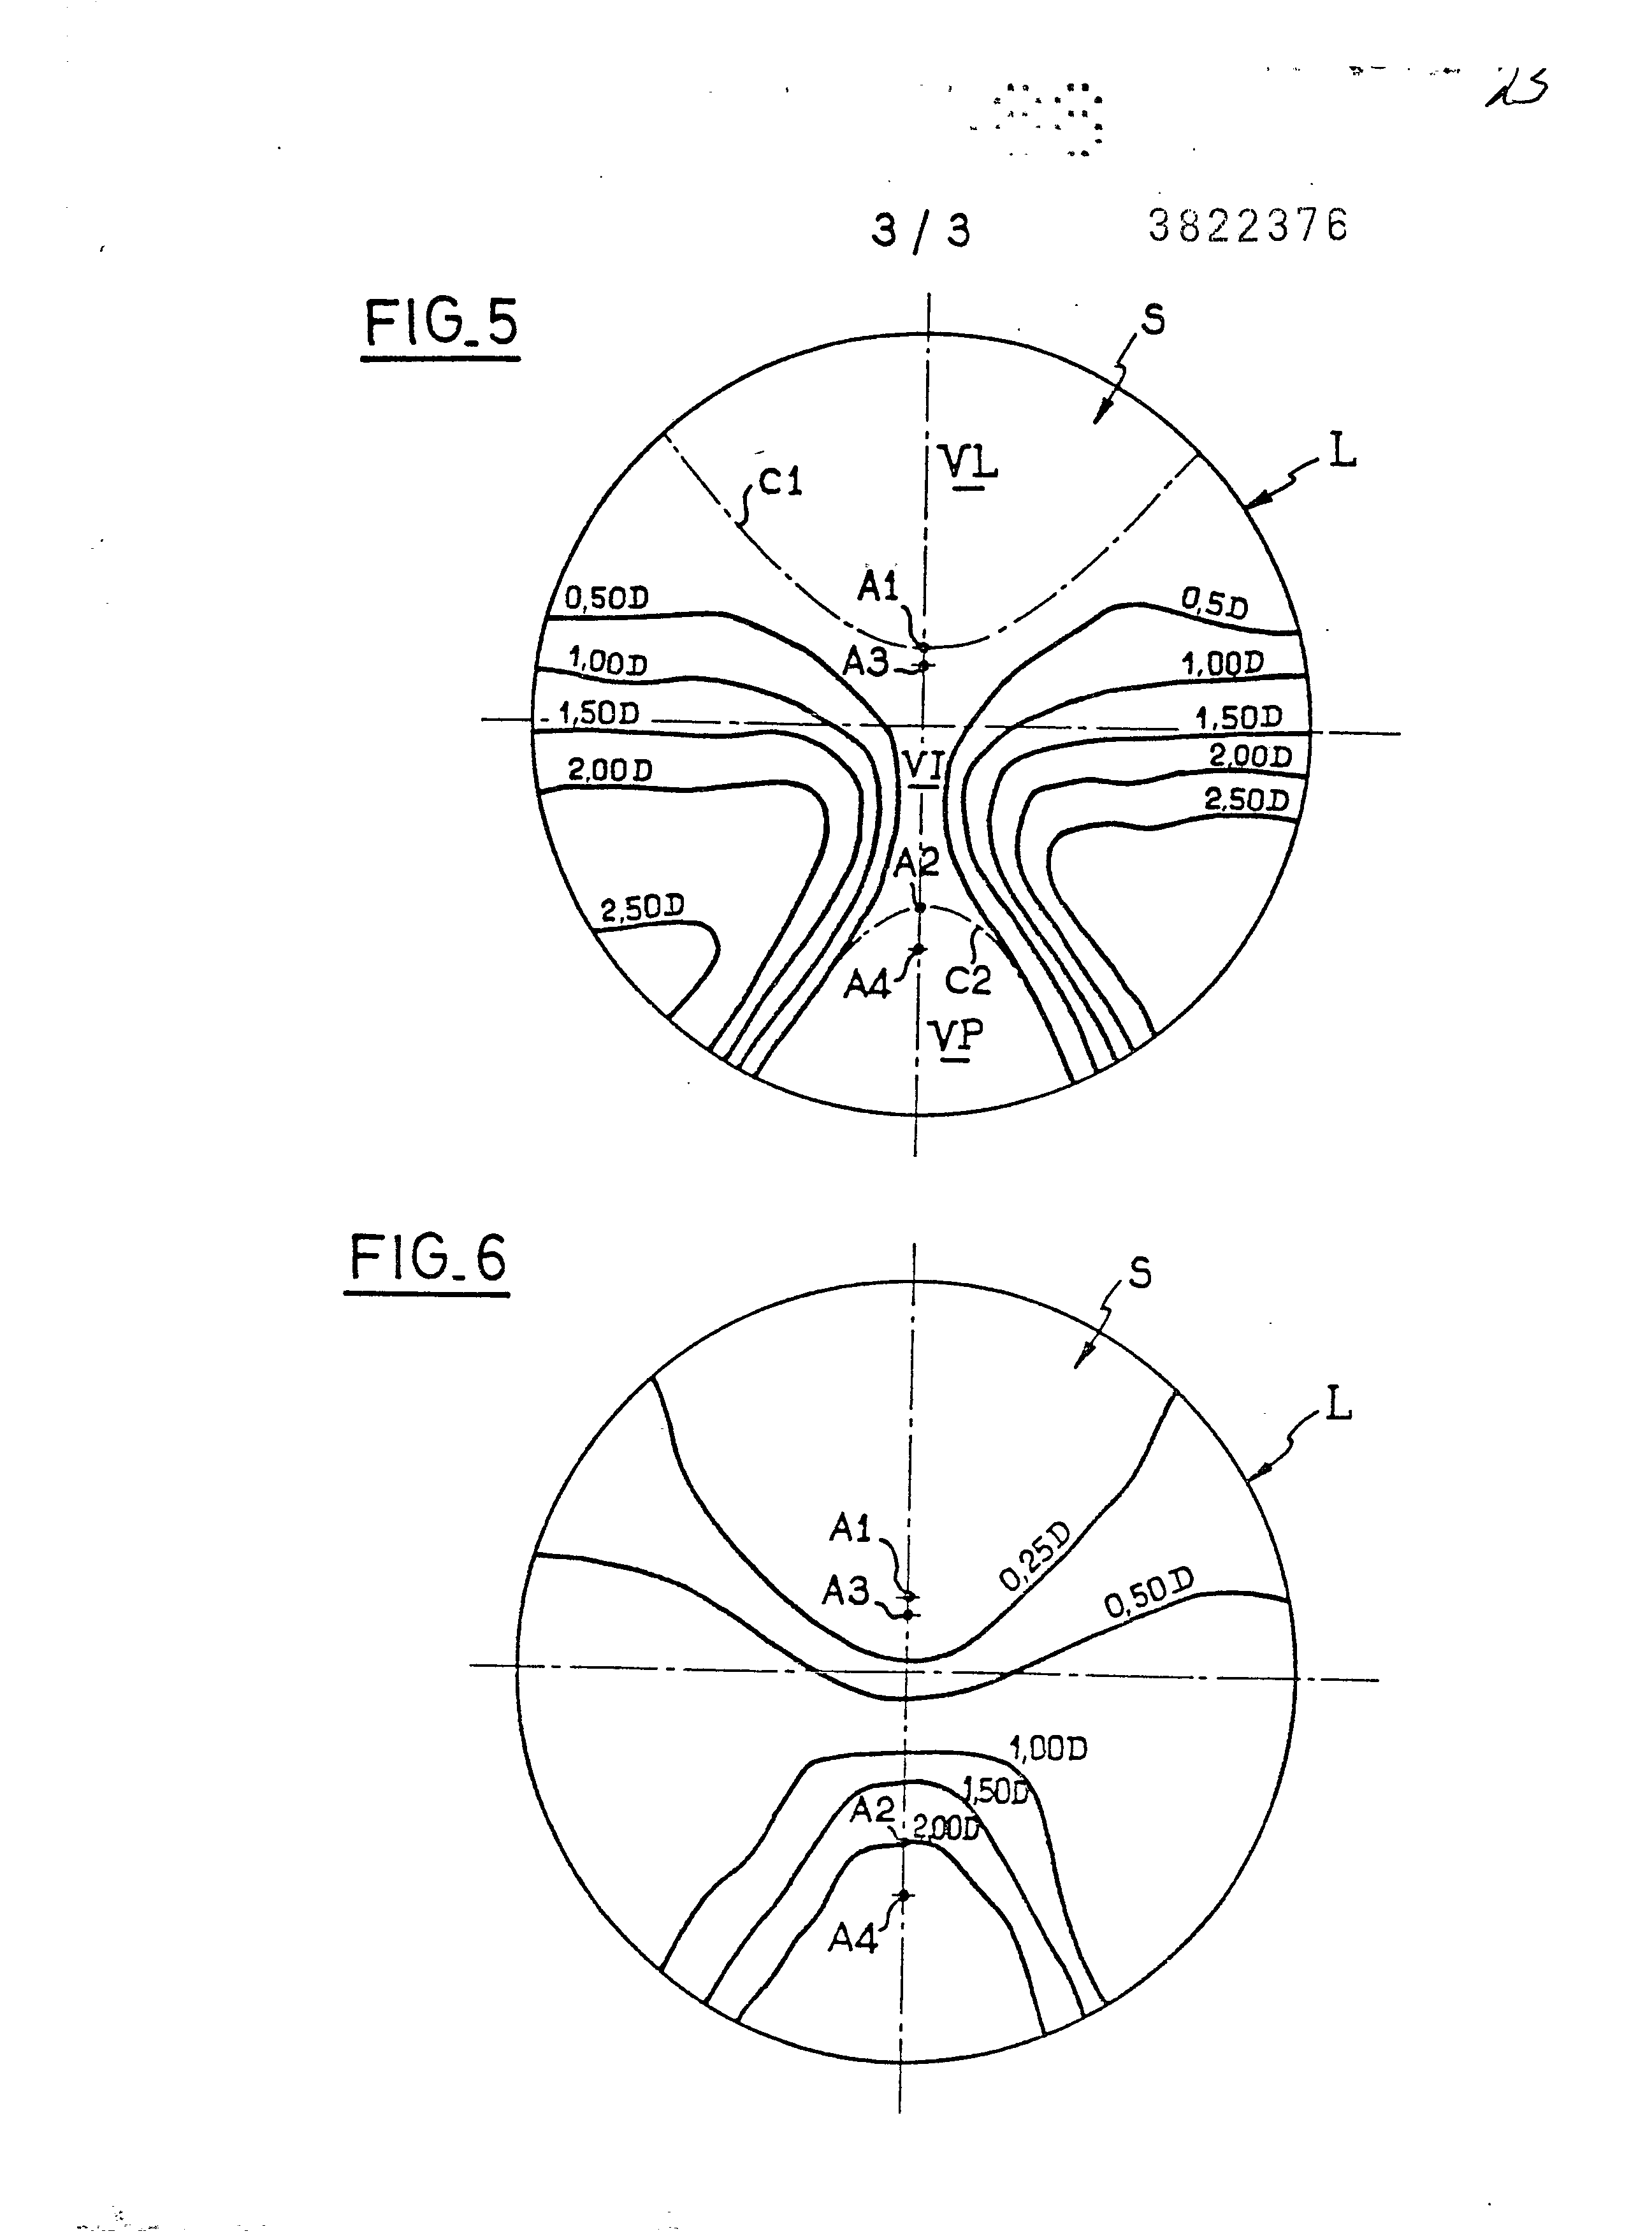 23
3/3 3822376
FIG_5
S
L
VL
C1
A1
0,50D 0,5D
A3
1,00D 1,00D
1,50D 1,50D
VI
2,00D 2,00D
2,50D
A2
2,50D
A4 C2
VP
FIG_6
S
L
A1
0,25D
A3
0,50D
1,00D
1,50D
A2
2,00D
A4